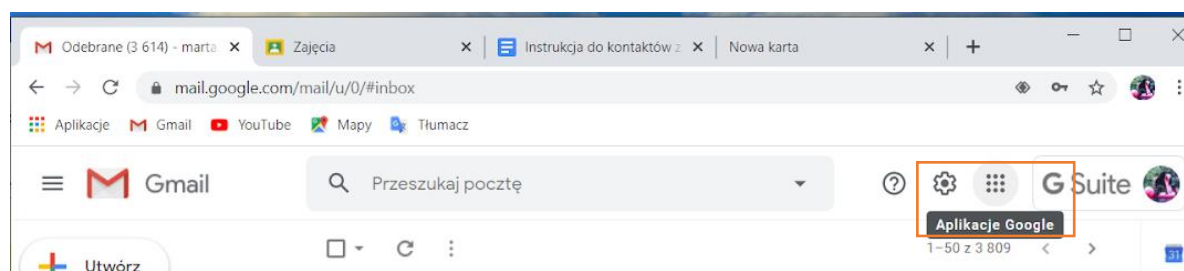 Odebrane (3 614) - marta Zajęcia Instrukcja do kontaktów z Nowa karta
mail.google.com/mail/u/0/#inbox
Aplikacje Gmail YouTube Mapy Tłumacz
Gmail Przeszukaj pocztę G Suite
Aplikacje Google
1–50 z 3 809
31
Utwórz